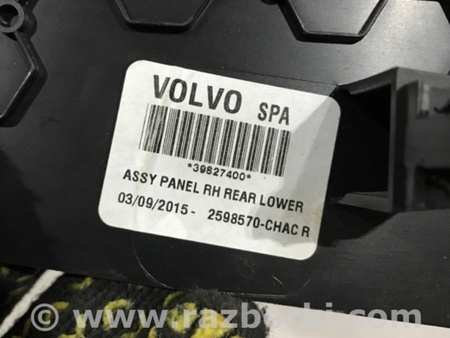 VOLVO SPA
*39827400*
ASSY PANEL RH REAR LOWER
03/09/2015- 2598570-CHAC R
© www.razborki.com